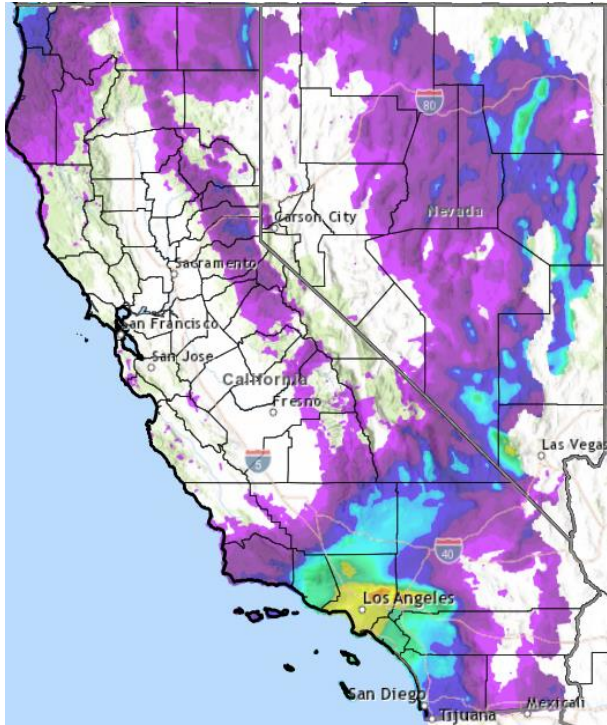 80
Nevada
Carson City
Sacramento
San Francisco
San Jose
California
Fresno
5
Las Vegas
40
Los Angeles
San Diego
Tijuana
Mexicali